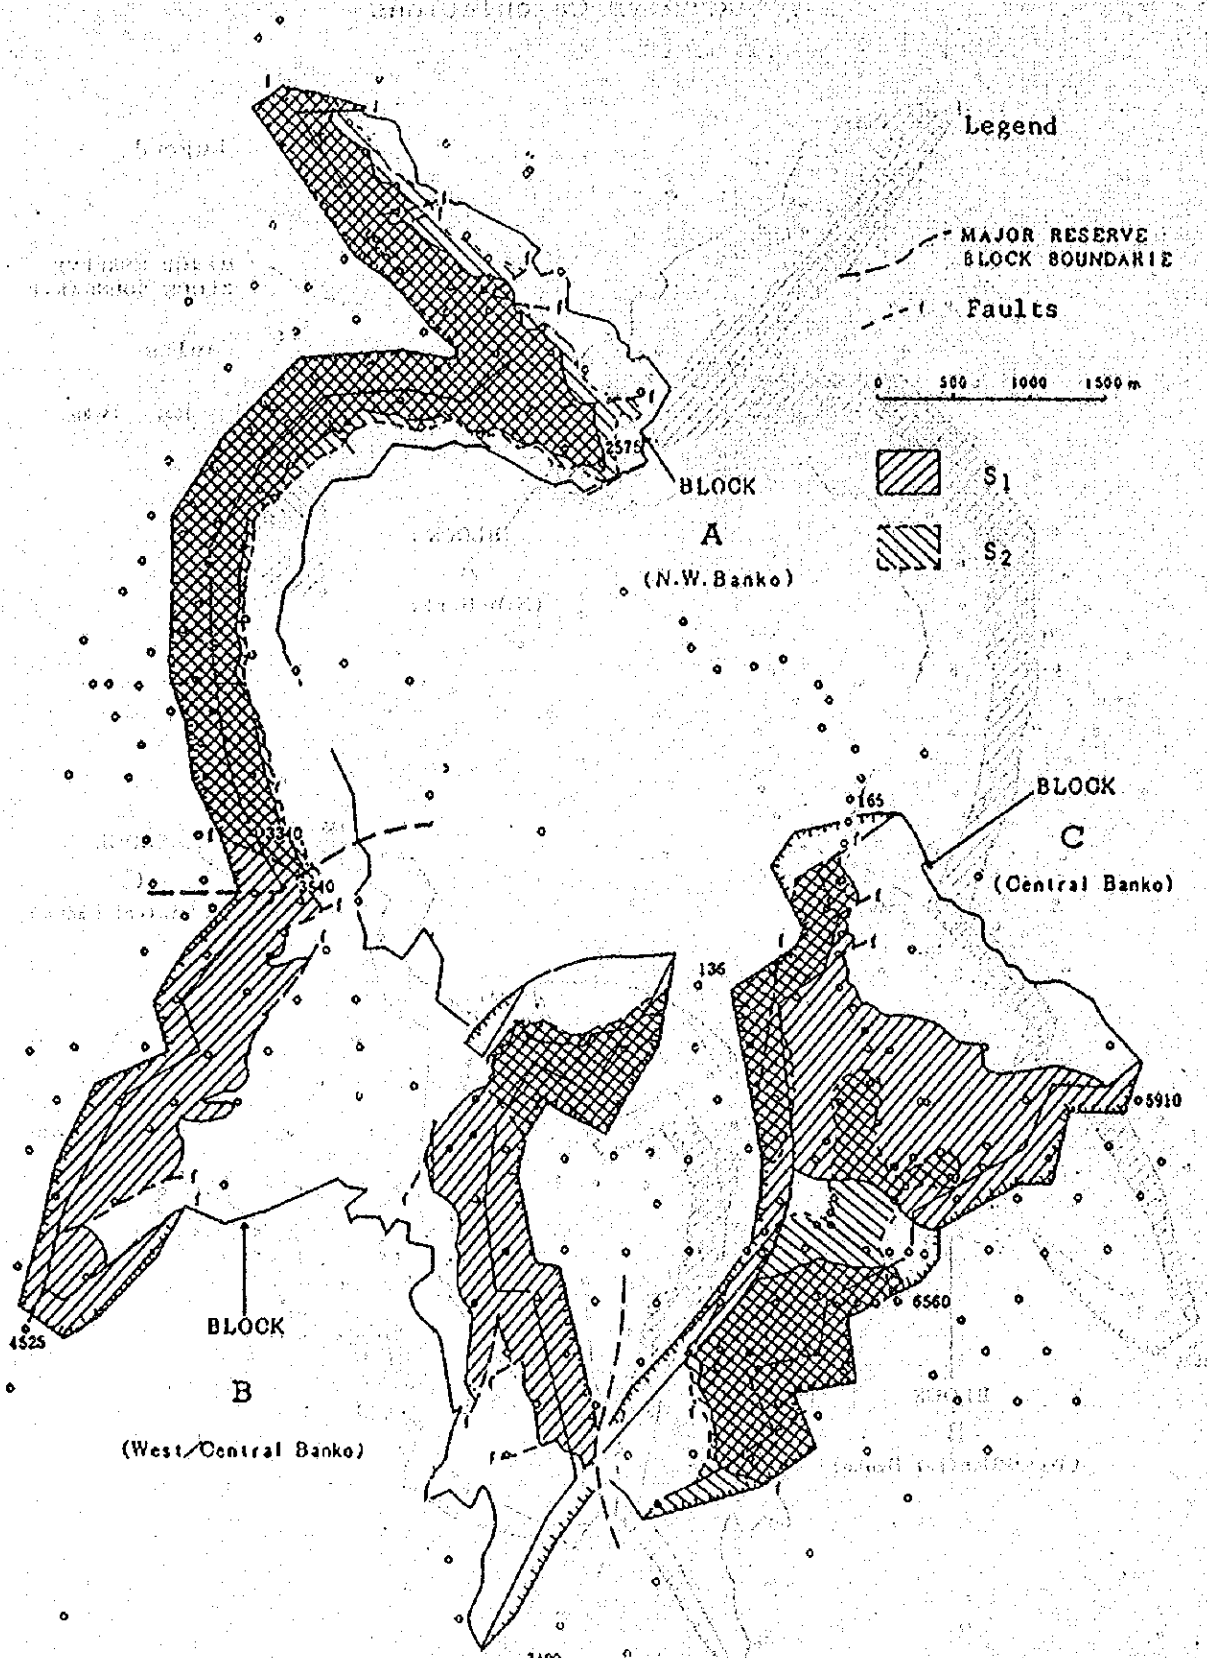 Legend
MAJOR RESERVE
BLOCK BOUNDARIE
f Faults
0 500 1000 1500 m
S1
S2
2575
BLOCK
A
(N.W. Banko)
165
BLOCK
C
(Central Banko)
3310
3540
136
5910
6560
4525
BLOCK
B
(West/Central Banko)